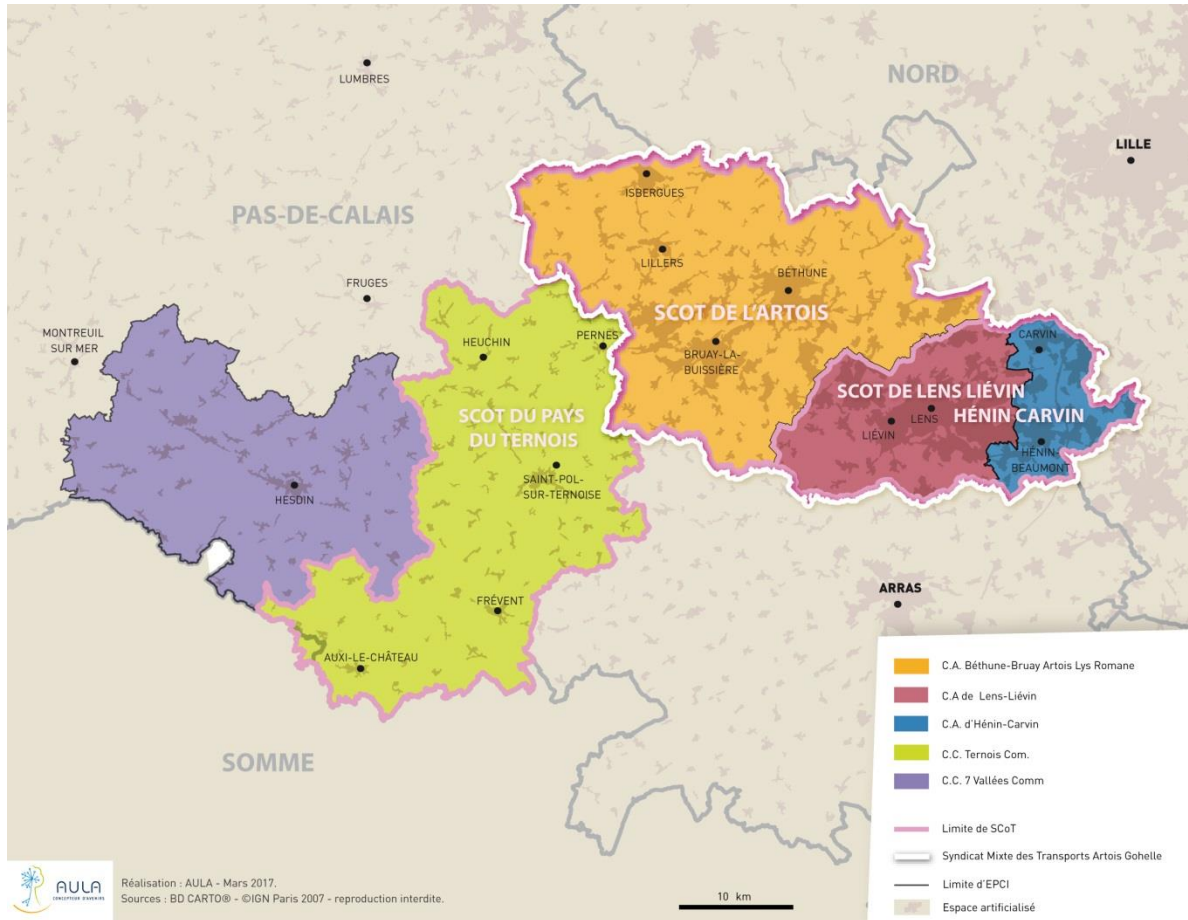 NORD
LUMBRES
LILLE
ISBERGUES
PAS-DE-CALAIS
LILLERS
BÉTHUNE
FRUGES
SCOT DE L'ARTOIS
MONTREUIL
SUR MER
HEUCHIN
PERNES
CARVIN
BRUAY-LA-
BUISSIÈRE
SCOT DE LENS LIÉVIN
HÉNIN CARVIN
SCOT DU PAYS
DU TERNOIS
LENS
LIÉVIN
HÉNIN-
BEAUMONT
SAINT-POL-
SUR-TERNOISE
HESDIN
ARRAS
FRÉVENT
AUXI-LE-CHÂTEAU
SOMME
C.A. Béthune-Bruay Artois Lys Romane
C.A de Lens-Liévin
C.A. d'Hénin-Carvin
C.C. Ternois Com.
C.C. 7 Vallées Comm
Limite de SCoT
Syndicat Mixte des Transports Artois Gohelle
Limite d'EPCI
Espace artificialisé
AULA
CONCEPTEUR D'AVENIRS
Réalisation : AULA - Mars 2017.
Sources : BD CARTO® - ©IGN Paris 2007 - reproduction interdite.
10 km